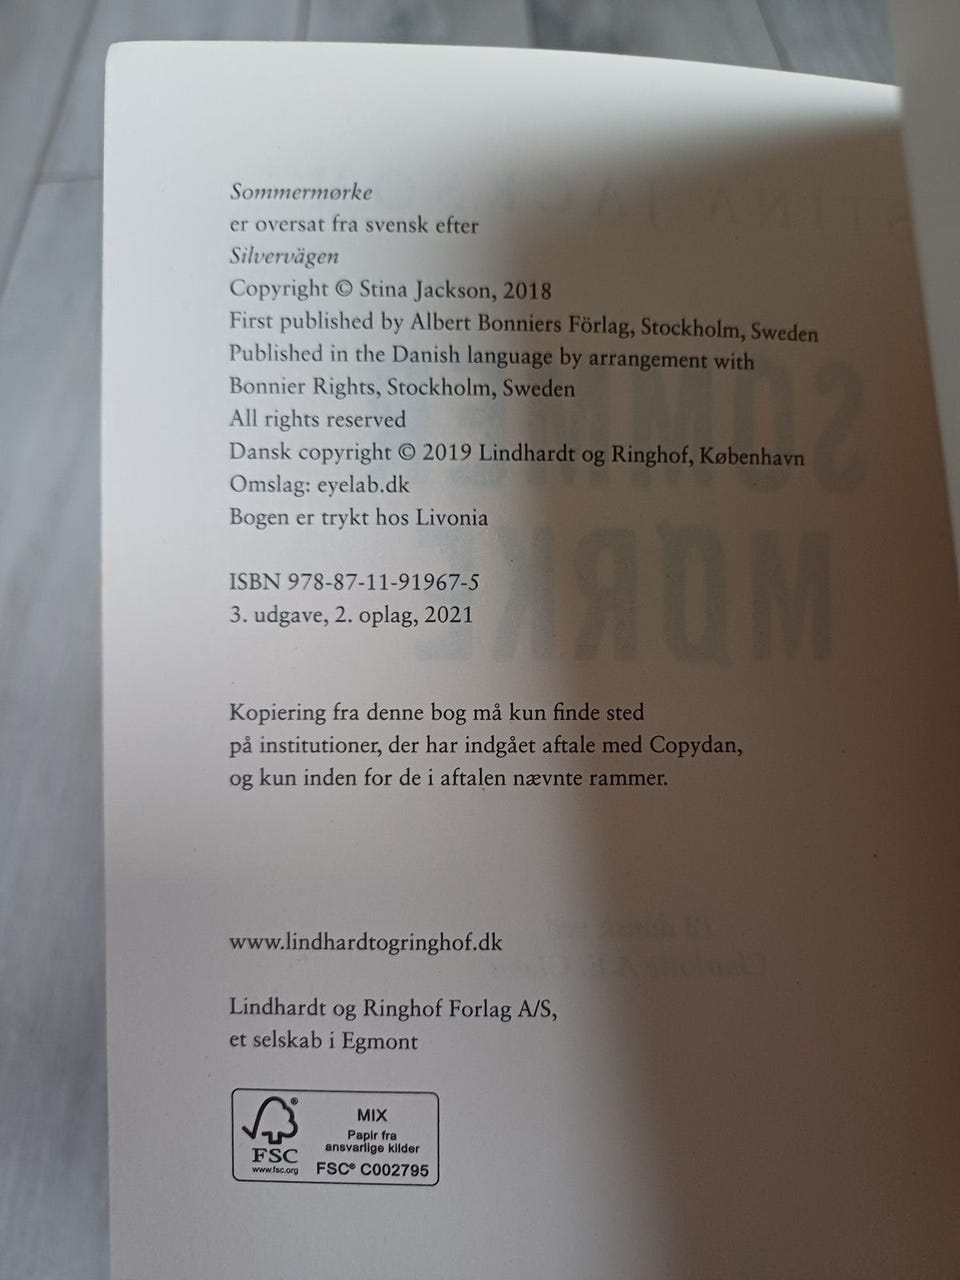 Sommermørke
er oversat fra svensk efter
Silvervägen
Copyright © Stina Jackson, 2018
First published by Albert Bonniers Förlag, Stockholm, Sweden
Published in the Danish language by arrangement with
Bonnier Rights, Stockholm, Sweden
All rights reserved
Dansk copyright © 2019 Lindhardt og Ringhof, København
Omslag: eyelab.dk
Bogen er trykt hos Livonia
ISBN 978-87-11-91967-5
3. udgave, 2. oplag, 2021
Kopiering fra denne bog må kun finde sted
på institutioner, der har indgået aftale med Copydan,
og kun inden for de i aftalen nævnte rammer.
www.lindhardtogringhof.dk
Lindhardt og Ringhof Forlag A/S,
et selskab i Egmont
MIX
Papir fra
ansvarlige kilder
FSC® C002795
®
FSC
www.fsc.org